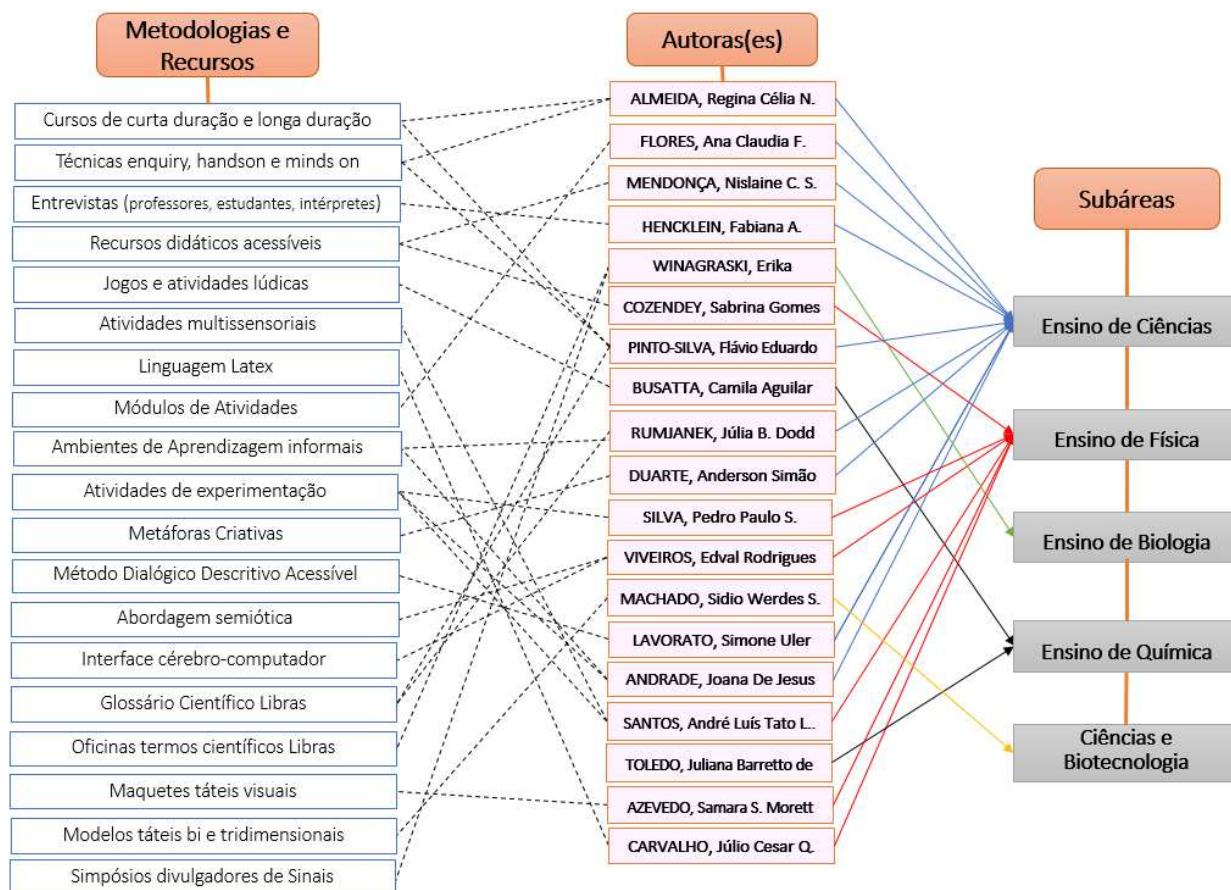 Metodologias e
Recursos
Cursos de curta duração e longa duração
Técnicas enquiry, handson e minds on
Entrevistas (professores, estudantes, intérpretes)
Recursos didáticos acessíveis
Jogos e atividades lúdicas
Atividades multissensoriais
Linguagem Latex
Módulos de Atividades
Ambientes de Aprendizagem informais
Atividades de experimentação
Metáforas Criativas
Método Dialógico Descritivo Acessível
Abordagem semiótica
Interface cérebro-computador
Glossário Científico Libras
Oficinas termos científicos Libras
Maquetes táteis visuais
Modelos táteis bi e tridimensionais
Simpósios divulgadores de Sinais
Autoras(es)
ALMEIDA, Regina Célia N.
FLORES, Ana Claudia F.
MENDONÇA, Nislaine C. S.
HENCKLEIN, Fabiana A.
WINAGRASKI, Erika
COZENDEY, Sabrina Gomes
PINTO-SILVA, Flávio Eduardo
BUSATTA, Camila Aguilar
RUMJANEK, Júlia B. Dodd
DUARTE, Anderson Simão
SILVA, Pedro Paulo S.
VIVEIROS, Edval Rodrigues
MACHADO, Sidio Werdes S.
LAVORATO, Simone Uler
ANDRADE, Joana De Jesus
SANTOS, André Luís Tato L..
TOLEDO, Juliana Barretto de
AZEVEDO, Samara S. Morett
CARVALHO, Júlio Cesar Q.
Subáreas
Ensino de Ciências
Ensino de Física
Ensino de Biologia
Ensino de Química
Ciências e
Biotecnologia